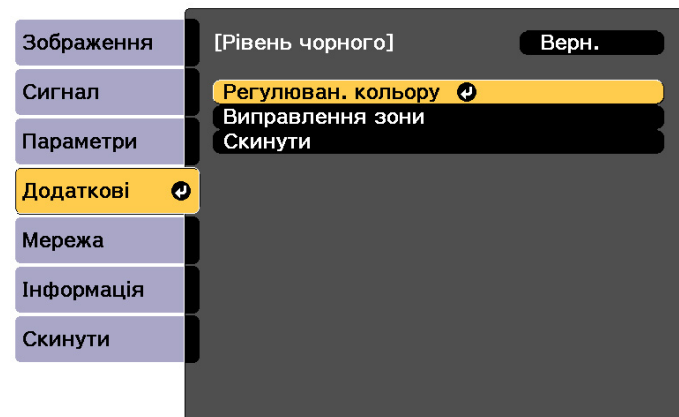 Зображення
Сигнал
Параметри
Додаткові
Мережа
Інформація
Скинути
[Рівень чорного] Верн.
Регулюван. кольору
Виправлення зони
Скинути